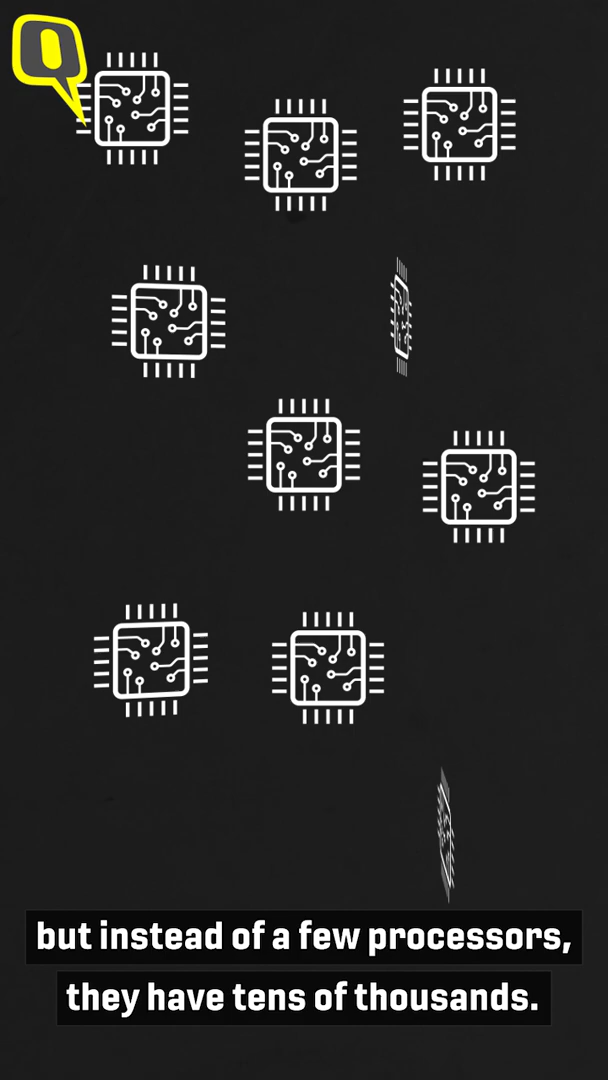 Q
but instead of a few processors,
they have tens of thousands.